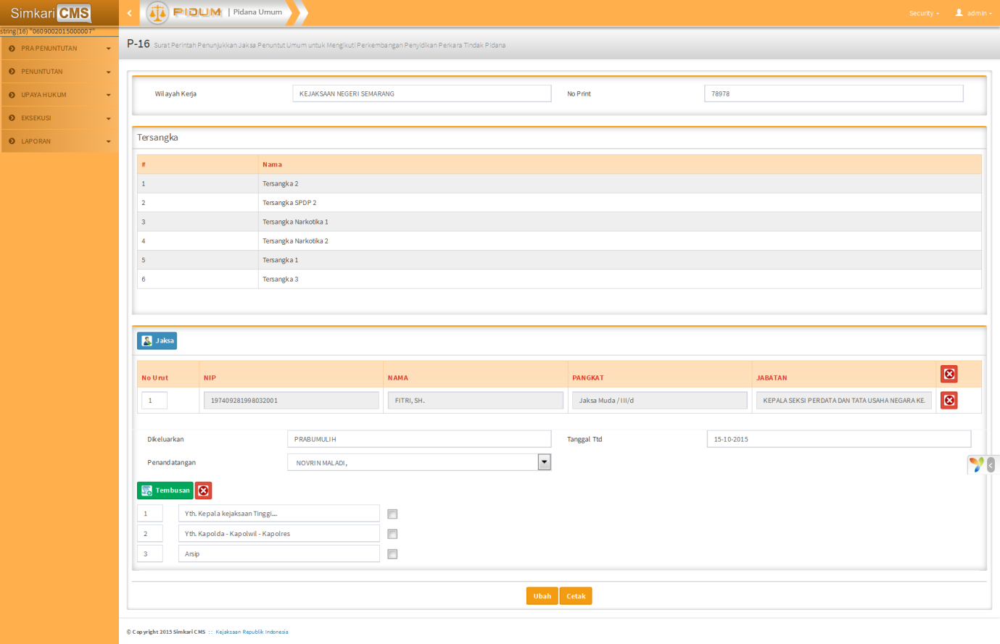 Simkari CMS
PIDUM | Pidana Umum
Security
admin
string(16) "0609002015000007"
PRA PENUNTUTAN
PENUNTUTAN
UPAYA HUKUM
EKSEKUSI
LAPORAN
P-16 Surat Perintah Penunjukkan Jaksa Penuntut Umum untuk Mengikuti Perkembangan Penyidikan Perkara Tindak Pidana
Wilayah Kerja KEJAKSAAN NEGERI SEMARANG No Print 78978
Tersangka
# Nama
1 Tersangka 2
2 Tersangka SPDP 2
3 Tersangka Narkotika 1
4 Tersangka Narkotika 2
5 Tersangka 1
6 Tersangka 3
Jaksa
No Urut NIP NAMA PANGKAT JABATAN
1 197409281998032001 FITRI, SH. Jaksa Muda / III/d KEPALA SEKSI PERDATA DAN TATA USAHA NEGARA KE.
Dikeluarkan PRABUMULIH Tanggal Ttd 15-10-2015
Penandatangan NOVRIN MALADI,
Tembusan
1 Yth. Kepala kejaksaan Tinggi....
2 Yth. Kapolda - Kapolwil - Kapolres
3 Arsip
Ubah Cetak
© Copyright 2015 Simkari CMS :: Kejaksaan Republik Indonesia